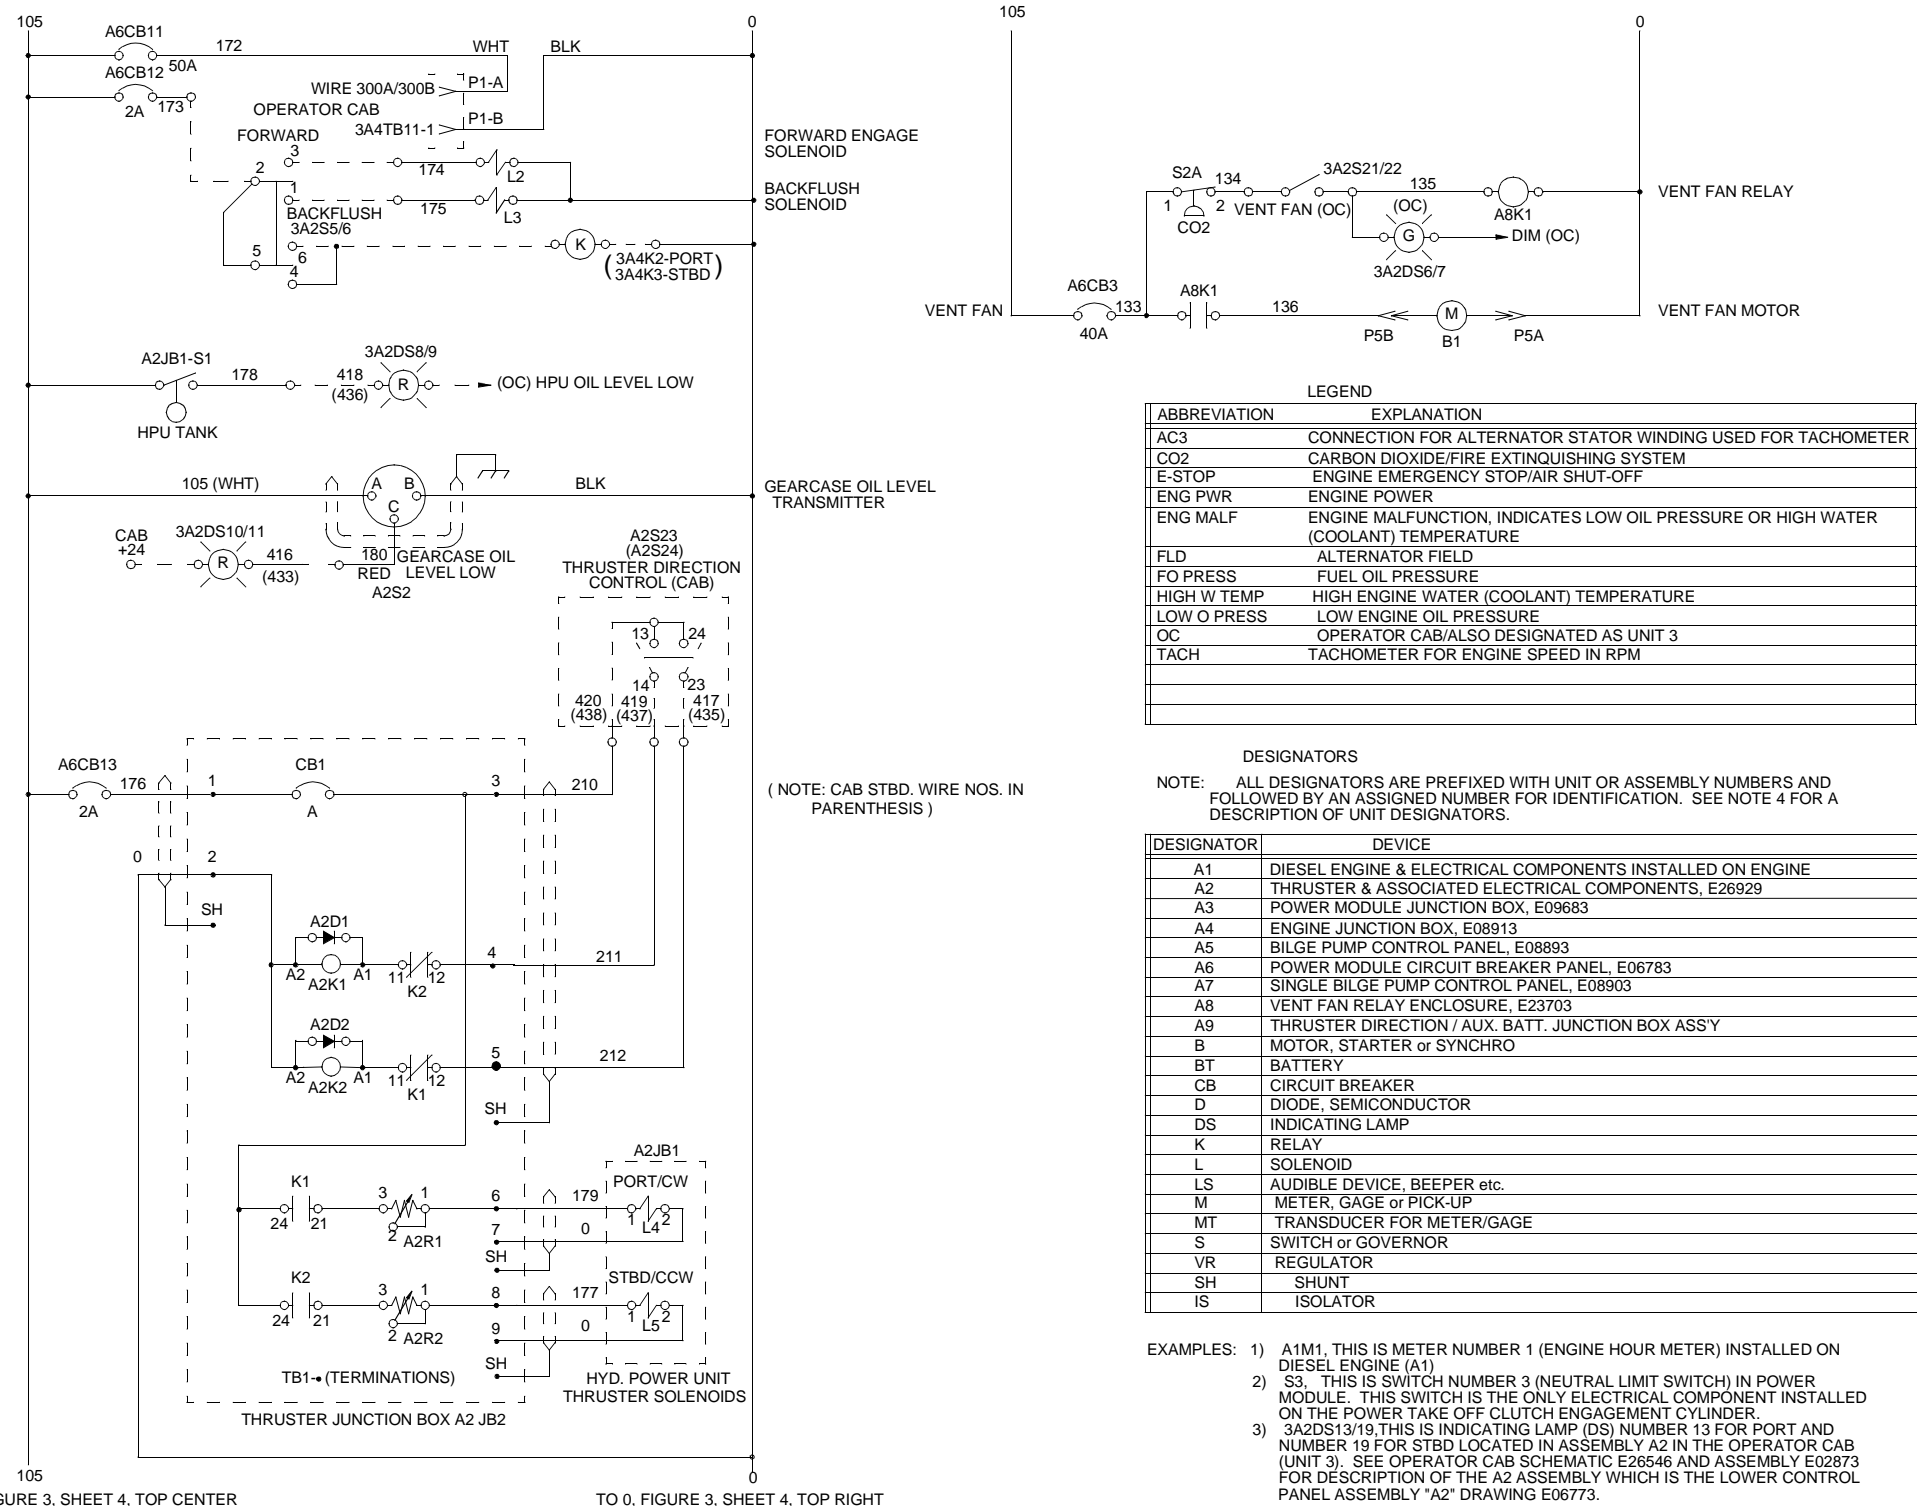 105
0
A6CB11
172
WHT
BLK
A6CB12
50A
WIRE 300A/300B
P1-A
2A
173
OPERATOR CAB
P1-B
FORWARD
3A4TB11-1
3
2
174
L2
FORWARD ENGAGE
SOLENOID
1
175
L3
BACKFLUSH
SOLENOID
BACKFLUSH
3A2S5/6
5
6
4
K
(3A4K2-PORT
3A4K3-STBD)
A2JB1-S1
178
HPU TANK
3A2DS8/9
418
(436)
R
(OC) HPU OIL LEVEL LOW
105 (WHT)
A
B
C
BLK
GEARCASE OIL LEVEL
TRANSMITTER
CAB
+24
3A2DS10/11
R
416
(433)
180
RED
GEARCASE OIL
LEVEL LOW
A2S2
A2S23
(A2S24)
THRUSTER DIRECTION
CONTROL (CAB)
13
24
14
23
420
(438)
419
(437)
417
(435)
A6CB13
176
2A
1
CB1
A
3
210
( NOTE: CAB STBD. WIRE NOS. IN
PARENTHESIS )
0
2
SH
A2D1
A2
A2K1
A1
11
K2
12
4
211
A2D2
A2
A2K2
A1
11
K1
12
5
212
SH
A2JB1
PORT/CW
K1
24
21
3
1
2
A2R1
6
179
1
L4
2
7
0
SH
STBD/CCW
K2
24
21
3
1
2
A2R2
8
177
1
L5
2
9
0
SH
TB1-• (TERMINATIONS)
HYD. POWER UNIT
THRUSTER SOLENOIDS
THRUSTER JUNCTION BOX A2 JB2
105
0
GURE 3, SHEET 4, TOP CENTER
TO 0, FIGURE 3, SHEET 4, TOP RIGHT
105
0
S2A
134
3A2S21/22
135
1
2
CO2
VENT FAN (OC)
(OC)
A8K1
VENT FAN RELAY
G
DIM (OC)
3A2DS6/7
VENT FAN
A6CB3
133
40A
A8K1
136
P5B
M
B1
P5A
VENT FAN MOTOR
LEGEND
ABBREVIATION EXPLANATION
AC3 CONNECTION FOR ALTERNATOR STATOR WINDING USED FOR TACHOMETER
CO2 CARBON DIOXIDE/FIRE EXTINQUISHING SYSTEM
E-STOP ENGINE EMERGENCY STOP/AIR SHUT-OFF
ENG PWR ENGINE POWER
ENG MALF ENGINE MALFUNCTION, INDICATES LOW OIL PRESSURE OR HIGH WATER
(COOLANT) TEMPERATURE
FLD ALTERNATOR FIELD
FO PRESS FUEL OIL PRESSURE
HIGH W TEMP HIGH ENGINE WATER (COOLANT) TEMPERATURE
LOW O PRESS LOW ENGINE OIL PRESSURE
OC OPERATOR CAB/ALSO DESIGNATED AS UNIT 3
TACH TACHOMETER FOR ENGINE SPEED IN RPM
DESIGNATORS
NOTE: ALL DESIGNATORS ARE PREFIXED WITH UNIT OR ASSEMBLY NUMBERS AND
FOLLOWED BY AN ASSIGNED NUMBER FOR IDENTIFICATION. SEE NOTE 4 FOR A
DESCRIPTION OF UNIT DESIGNATORS.
DESIGNATOR DEVICE
A1 DIESEL ENGINE & ELECTRICAL COMPONENTS INSTALLED ON ENGINE
A2 THRUSTER & ASSOCIATED ELECTRICAL COMPONENTS, E26929
A3 POWER MODULE JUNCTION BOX, E09683
A4 ENGINE JUNCTION BOX, E08913
A5 BILGE PUMP CONTROL PANEL, E08893
A6 POWER MODULE CIRCUIT BREAKER PANEL, E06783
A7 SINGLE BILGE PUMP CONTROL PANEL, E08903
A8 VENT FAN RELAY ENCLOSURE, E23703
A9 THRUSTER DIRECTION / AUX. BATT. JUNCTION BOX ASS'Y
B MOTOR, STARTER or SYNCHRO
BT BATTERY
CB CIRCUIT BREAKER
D DIODE, SEMICONDUCTOR
DS INDICATING LAMP
K RELAY
L SOLENOID
LS AUDIBLE DEVICE, BEEPER etc.
M METER, GAGE or PICK-UP
MT TRANSDUCER FOR METER/GAGE
S SWITCH or GOVERNOR
VR REGULATOR
SH SHUNT
IS ISOLATOR
EXAMPLES: 1) A1M1, THIS IS METER NUMBER 1 (ENGINE HOUR METER) INSTALLED ON
DIESEL ENGINE (A1)
2) S3, THIS IS SWITCH NUMBER 3 (NEUTRAL LIMIT SWITCH) IN POWER
MODULE. THIS SWITCH IS THE ONLY ELECTRICAL COMPONENT INSTALLED
ON THE POWER TAKE OFF CLUTCH ENGAGEMENT CYLINDER.
3) 3A2DS13/19,THIS IS INDICATING LAMP (DS) NUMBER 13 FOR PORT AND
NUMBER 19 FOR STBD LOCATED IN ASSEMBLY A2 IN THE OPERATOR CAB
(UNIT 3). SEE OPERATOR CAB SCHEMATIC E26546 AND ASSEMBLY E02873
FOR DESCRIPTION OF THE A2 ASSEMBLY WHICH IS THE LOWER CONTROL
PANEL ASSEMBLY "A2" DRAWING E06773.